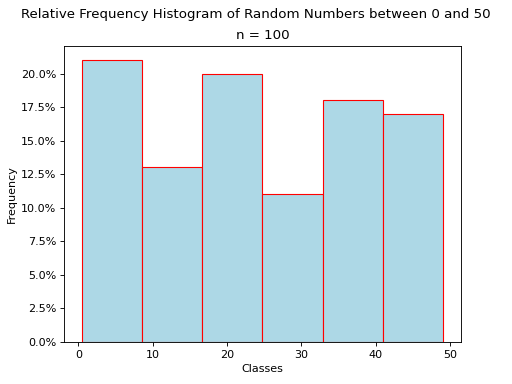 Relative Frequency Histogram of Random Numbers between 0 and 50
n = 100
20.0%
17.5%
15.0%
12.5%
10.0%
7.5%
5.0%
2.5%
0.0%
Frequency
0 10 20 30 40 50
Classes